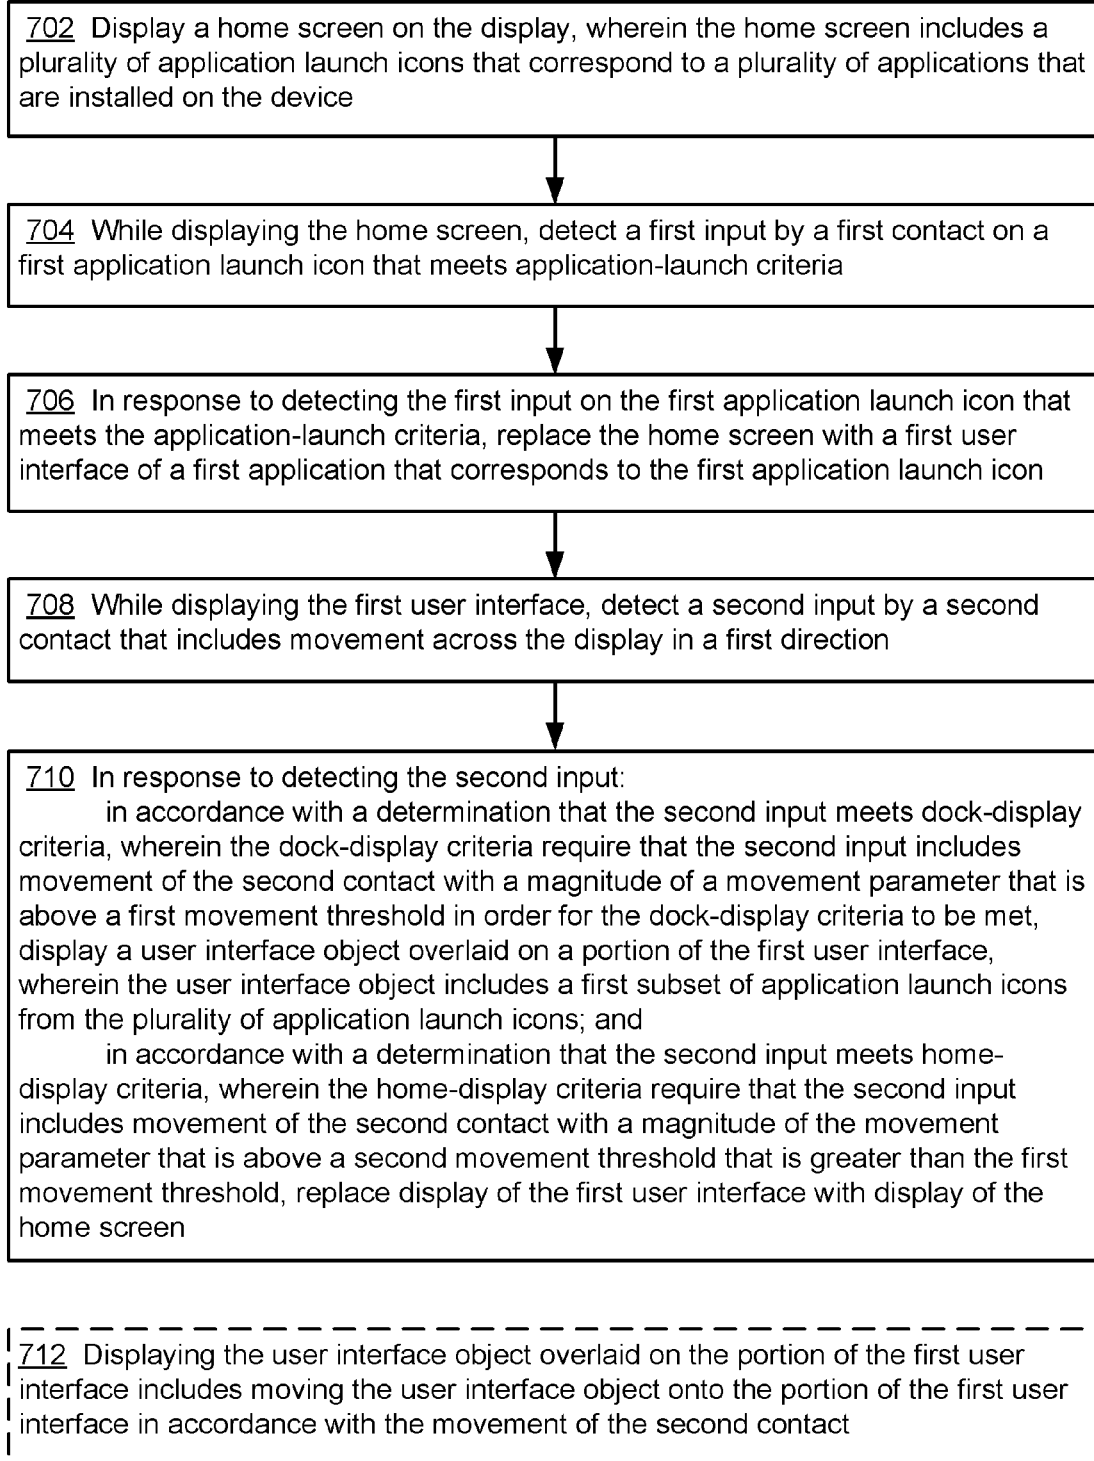 702 Display a home screen on the display, wherein the home screen includes a
plurality of application launch icons that correspond to a plurality of applications that
are installed on the device
704 While displaying the home screen, detect a first input by a first contact on a
first application launch icon that meets application-launch criteria
706 In response to detecting the first input on the first application launch icon that
meets the application-launch criteria, replace the home screen with a first user
interface of a first application that corresponds to the first application launch icon
708 While displaying the first user interface, detect a second input by a second
contact that includes movement across the display in a first direction
710 In response to detecting the second input:
in accordance with a determination that the second input meets dock-display
criteria, wherein the dock-display criteria require that the second input includes
movement of the second contact with a magnitude of a movement parameter that is
above a first movement threshold in order for the dock-display criteria to be met,
display a user interface object overlaid on a portion of the first user interface,
wherein the user interface object includes a first subset of application launch icons
from the plurality of application launch icons; and
in accordance with a determination that the second input meets home-
display criteria, wherein the home-display criteria require that the second input
includes movement of the second contact with a magnitude of the movement
parameter that is above a second movement threshold that is greater than the first
movement threshold, replace display of the first user interface with display of the
home screen
712 Displaying the user interface object overlaid on the portion of the first user
interface includes moving the user interface object onto the portion of the first user
interface in accordance with the movement of the second contact